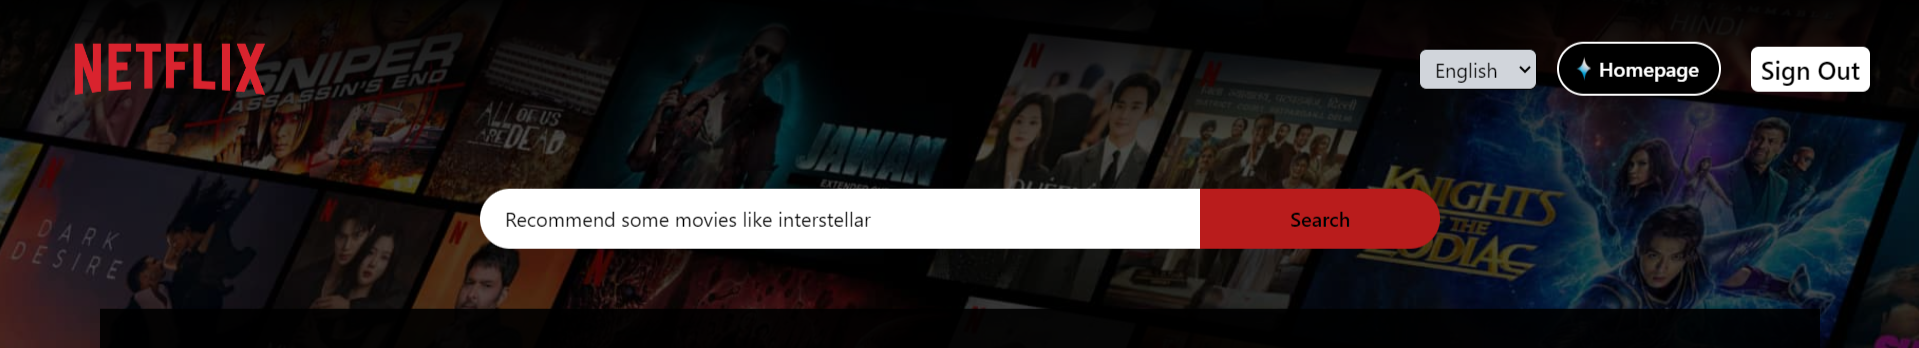 NETFLIX
English
Homepage
Sign Out
HINDI
SNIPER
ASSASSIN'S END
ALL OF US
ARE DEAD
JAWAN
KNIGHTS
OF THE
ZODIAC
DARK
DESIRE
Recommend some movies like interstellar
Search